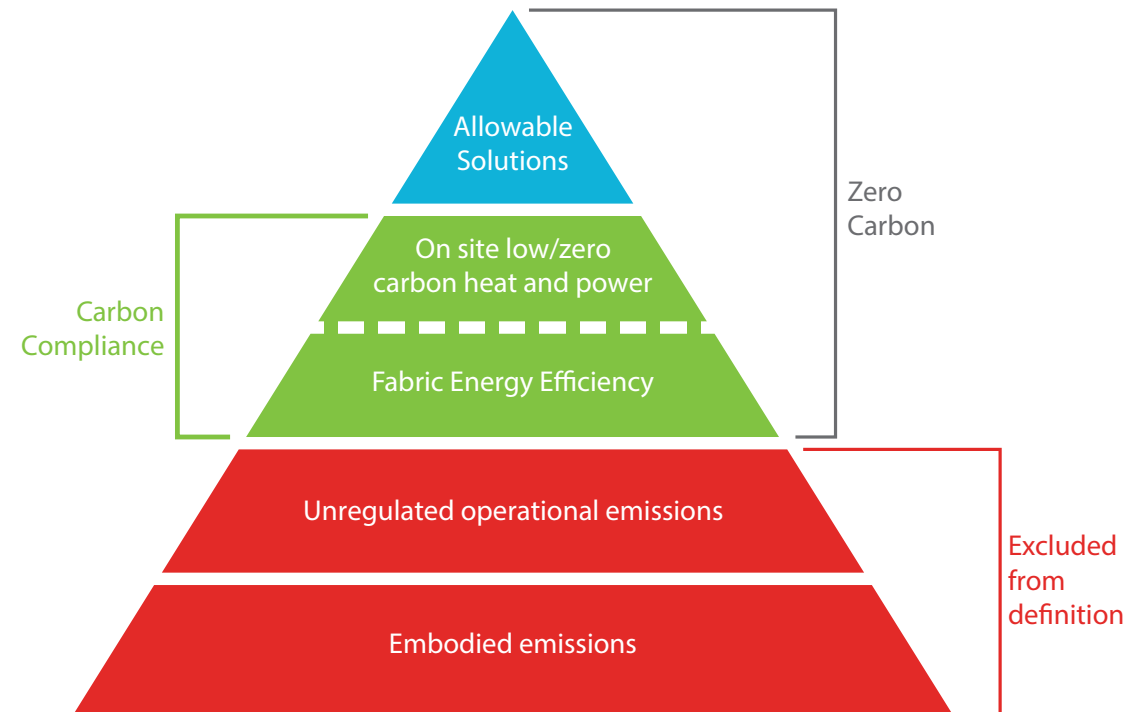 Allowable
Solutions
Zero
Carbon
On site low/zero
carbon heat and power
Carbon
Compliance
Fabric Energy Efficiency
Unregulated operational emissions
Excluded
from
definition
Embodied emissions